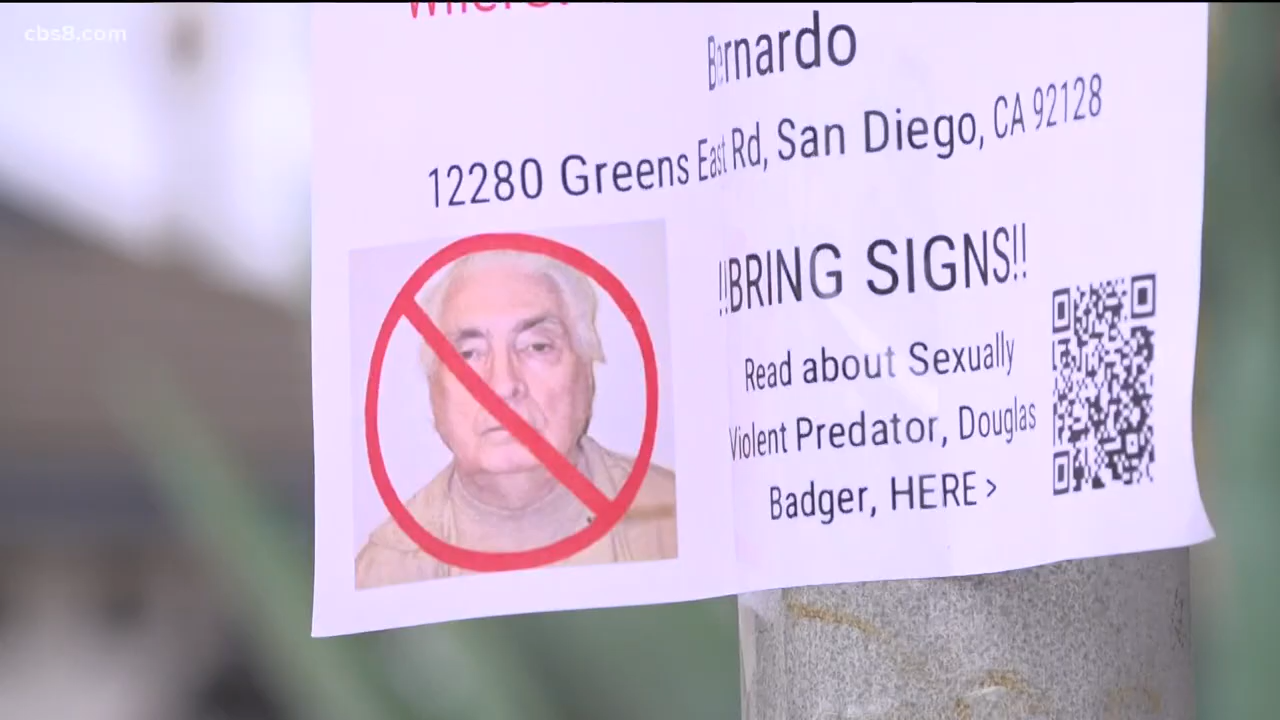 cbs8.com
Bernardo
12280 Greens East Rd, San Diego, CA 92128
!!BRING SIGNS!!
Read about Sexually
Violent Predator, Douglas
Badger, HERE >